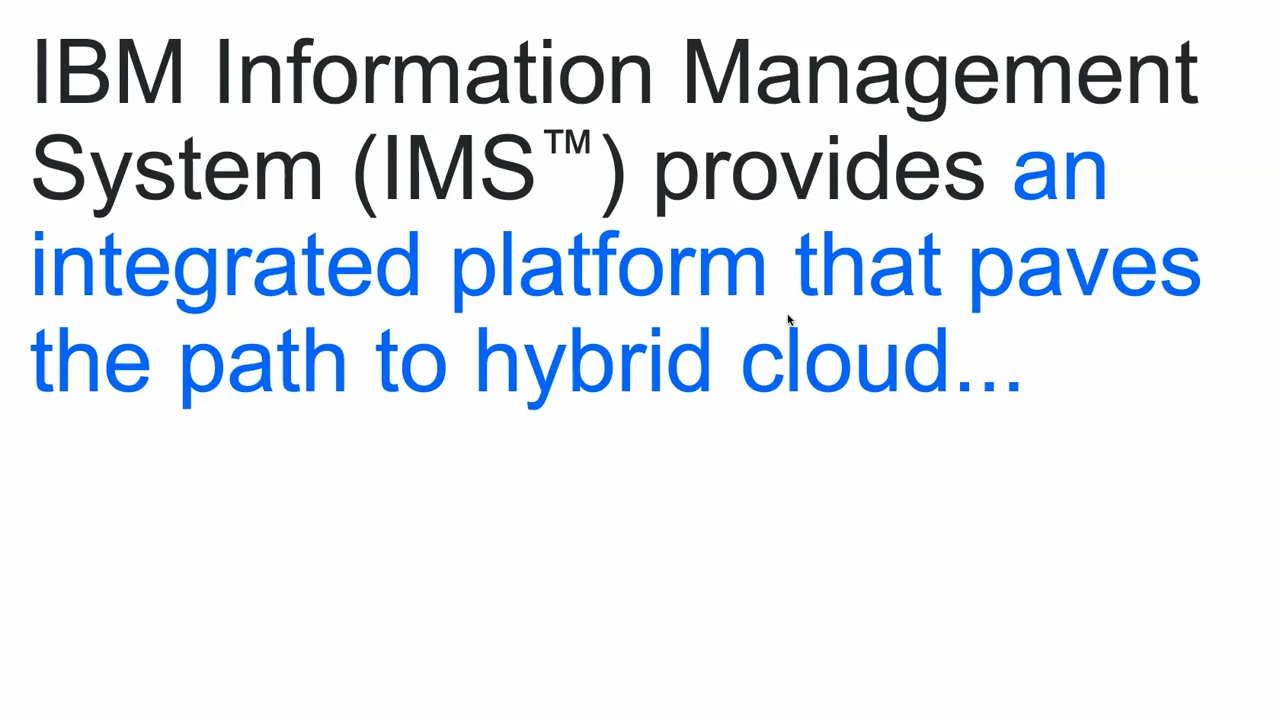 IBM Information Management
System (IMS™) provides an
integrated platform that paves
the path to hybrid cloud...